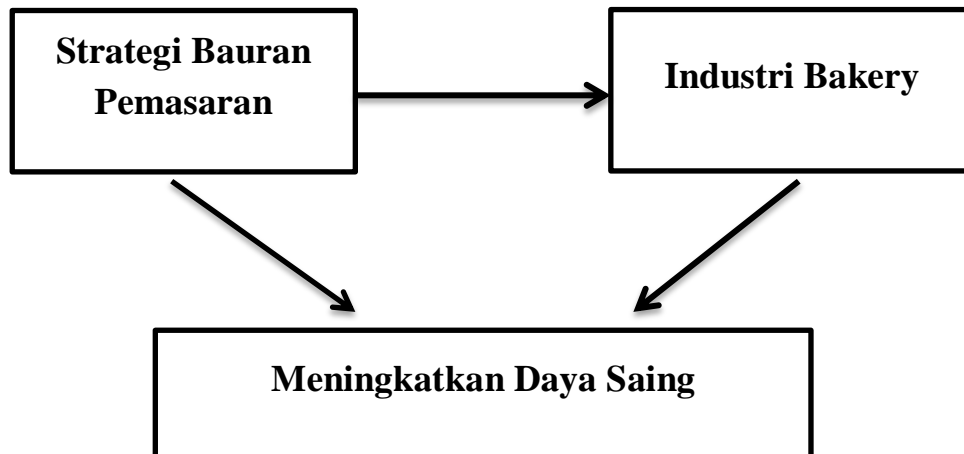 Strategi Bauran
Pemasaran
Industri Bakery
Meningkatkan Daya Saing